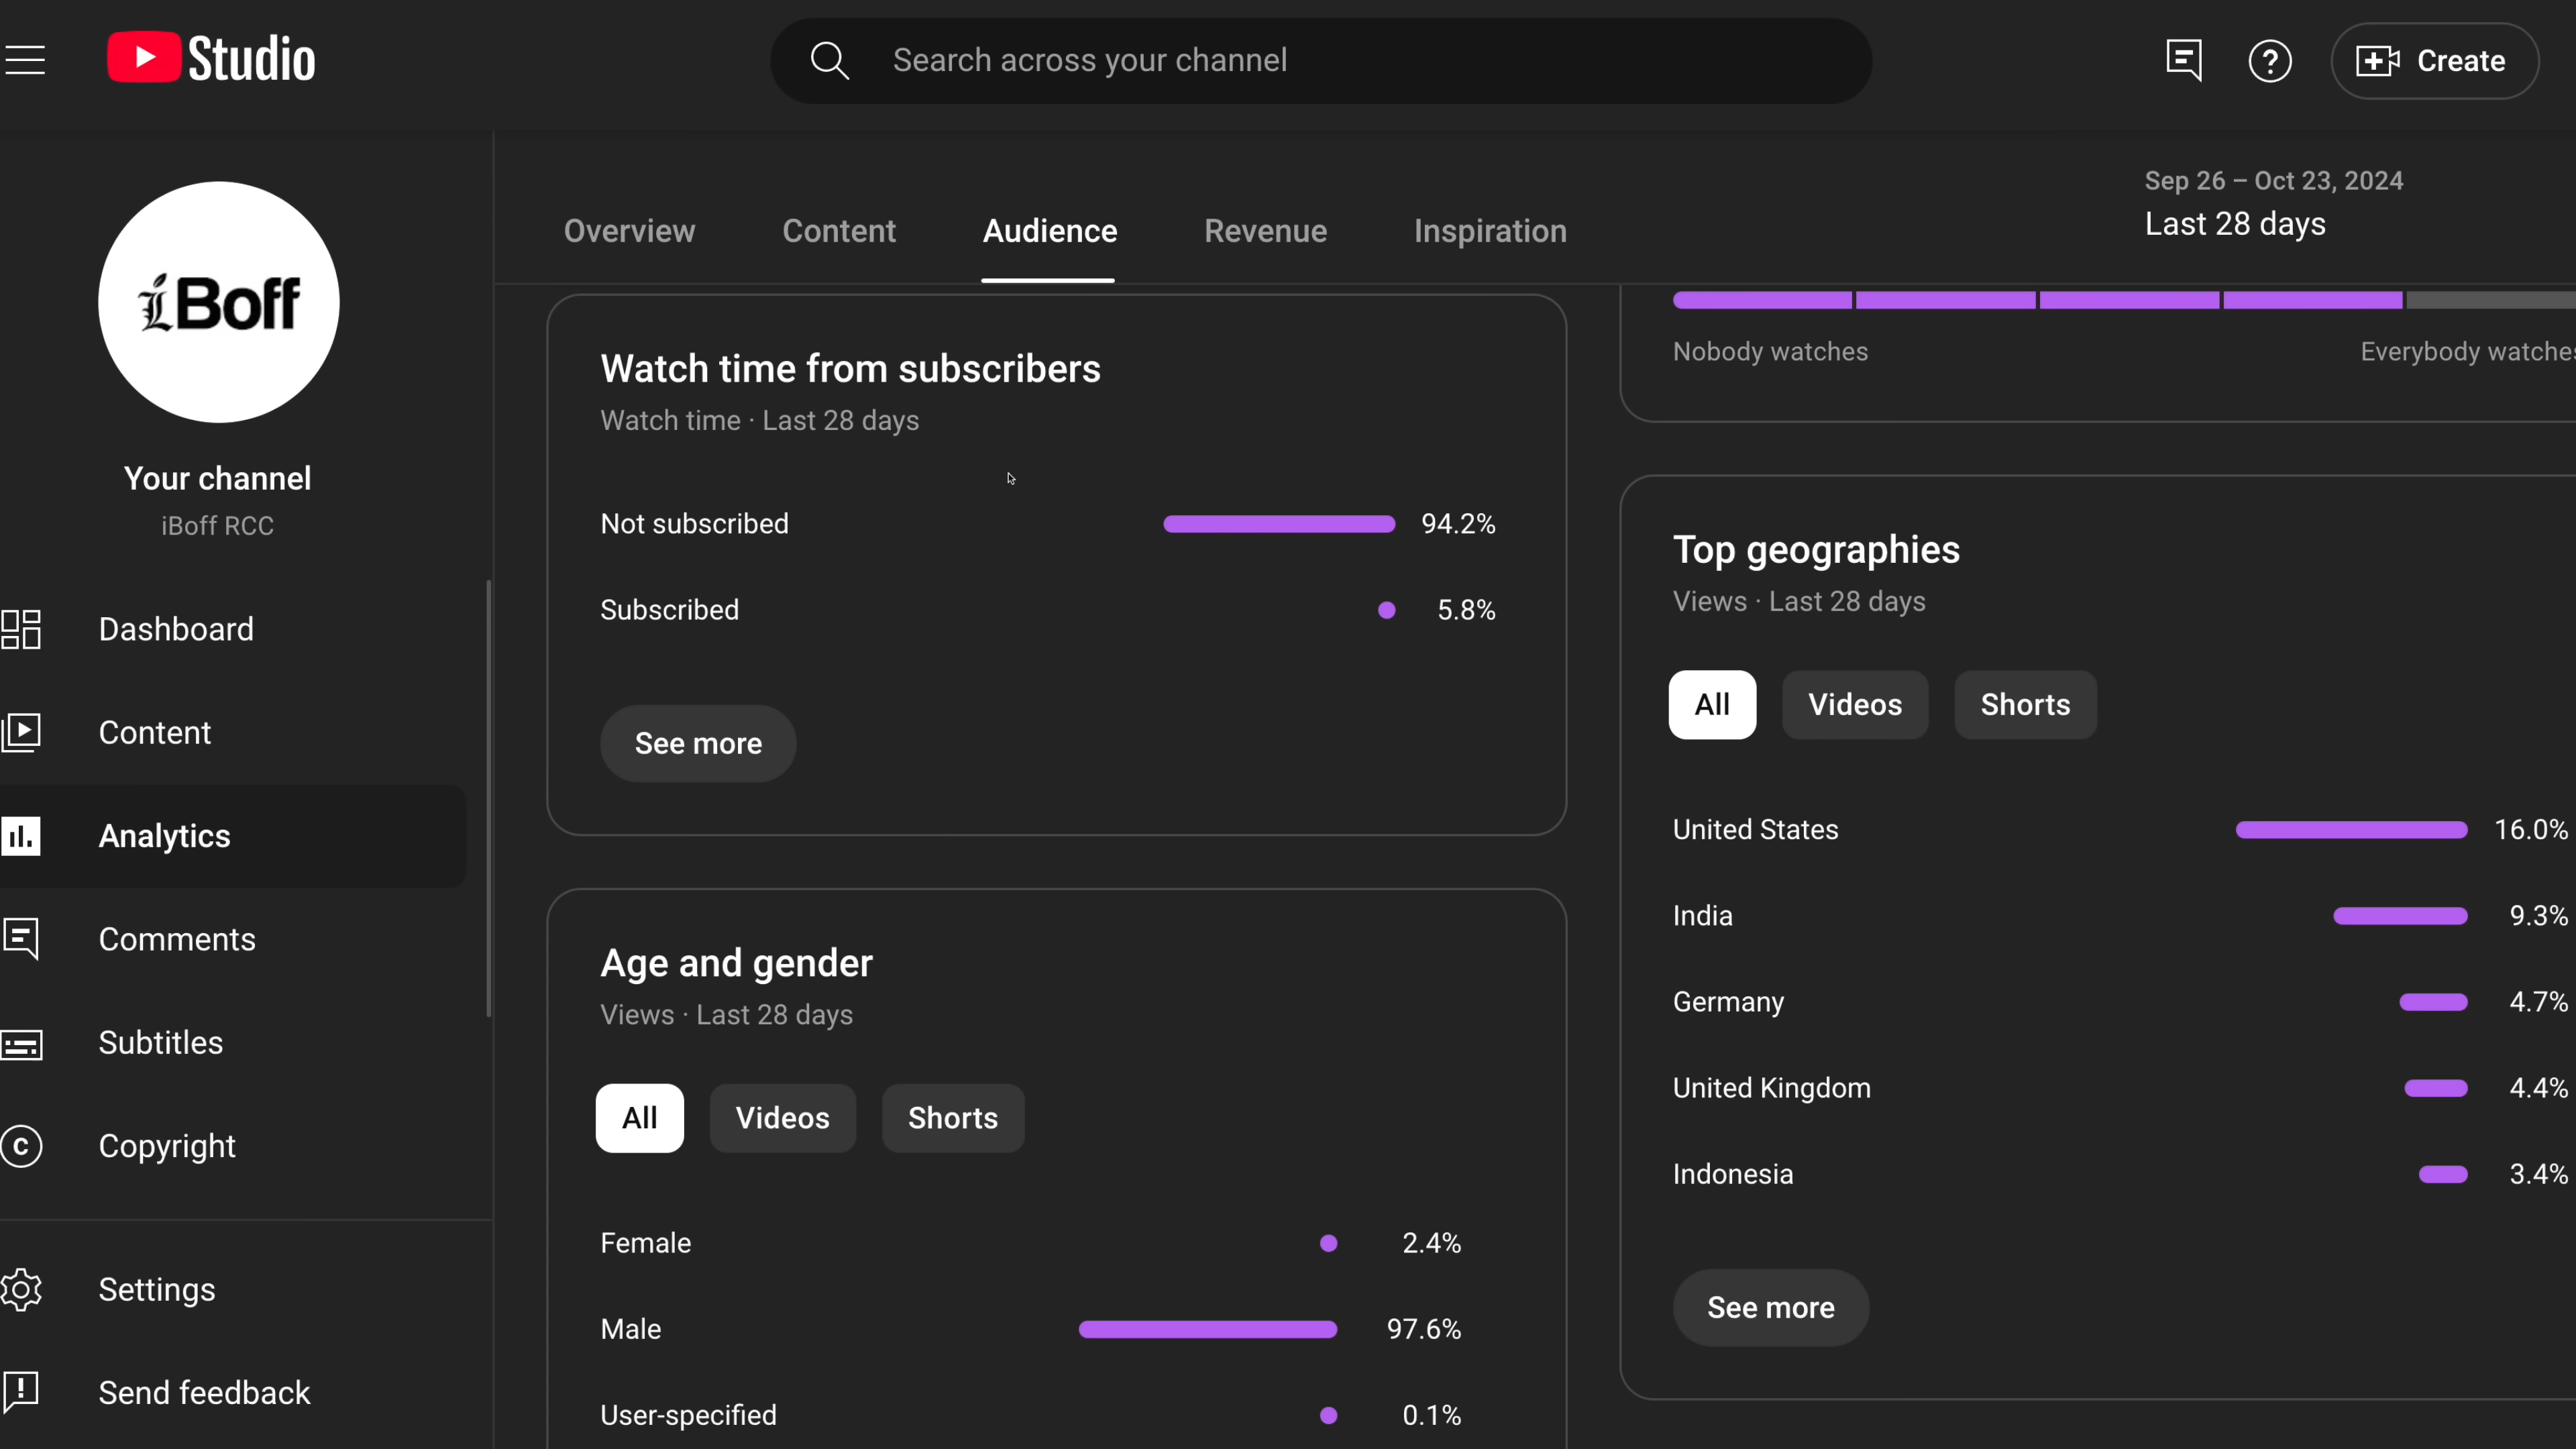 Studio
Search across your channel
Create
iBoff
Your channel
iBoff RCC
Dashboard
Content
Analytics
Comments
Subtitles
Copyright
Settings
Send feedback
Overview
Content
Audience
Revenue
Inspiration
Sep 26 – Oct 23, 2024
Last 28 days
Watch time from subscribers
Watch time · Last 28 days
Not subscribed 94.2%
Subscribed 5.8%
See more
Age and gender
Views · Last 28 days
All Videos Shorts
Female 2.4%
Male 97.6%
User-specified 0.1%
Nobody watches
Everybody watches
Top geographies
Views · Last 28 days
All Videos Shorts
United States 16.0%
India 9.3%
Germany 4.7%
United Kingdom 4.4%
Indonesia 3.4%
See more